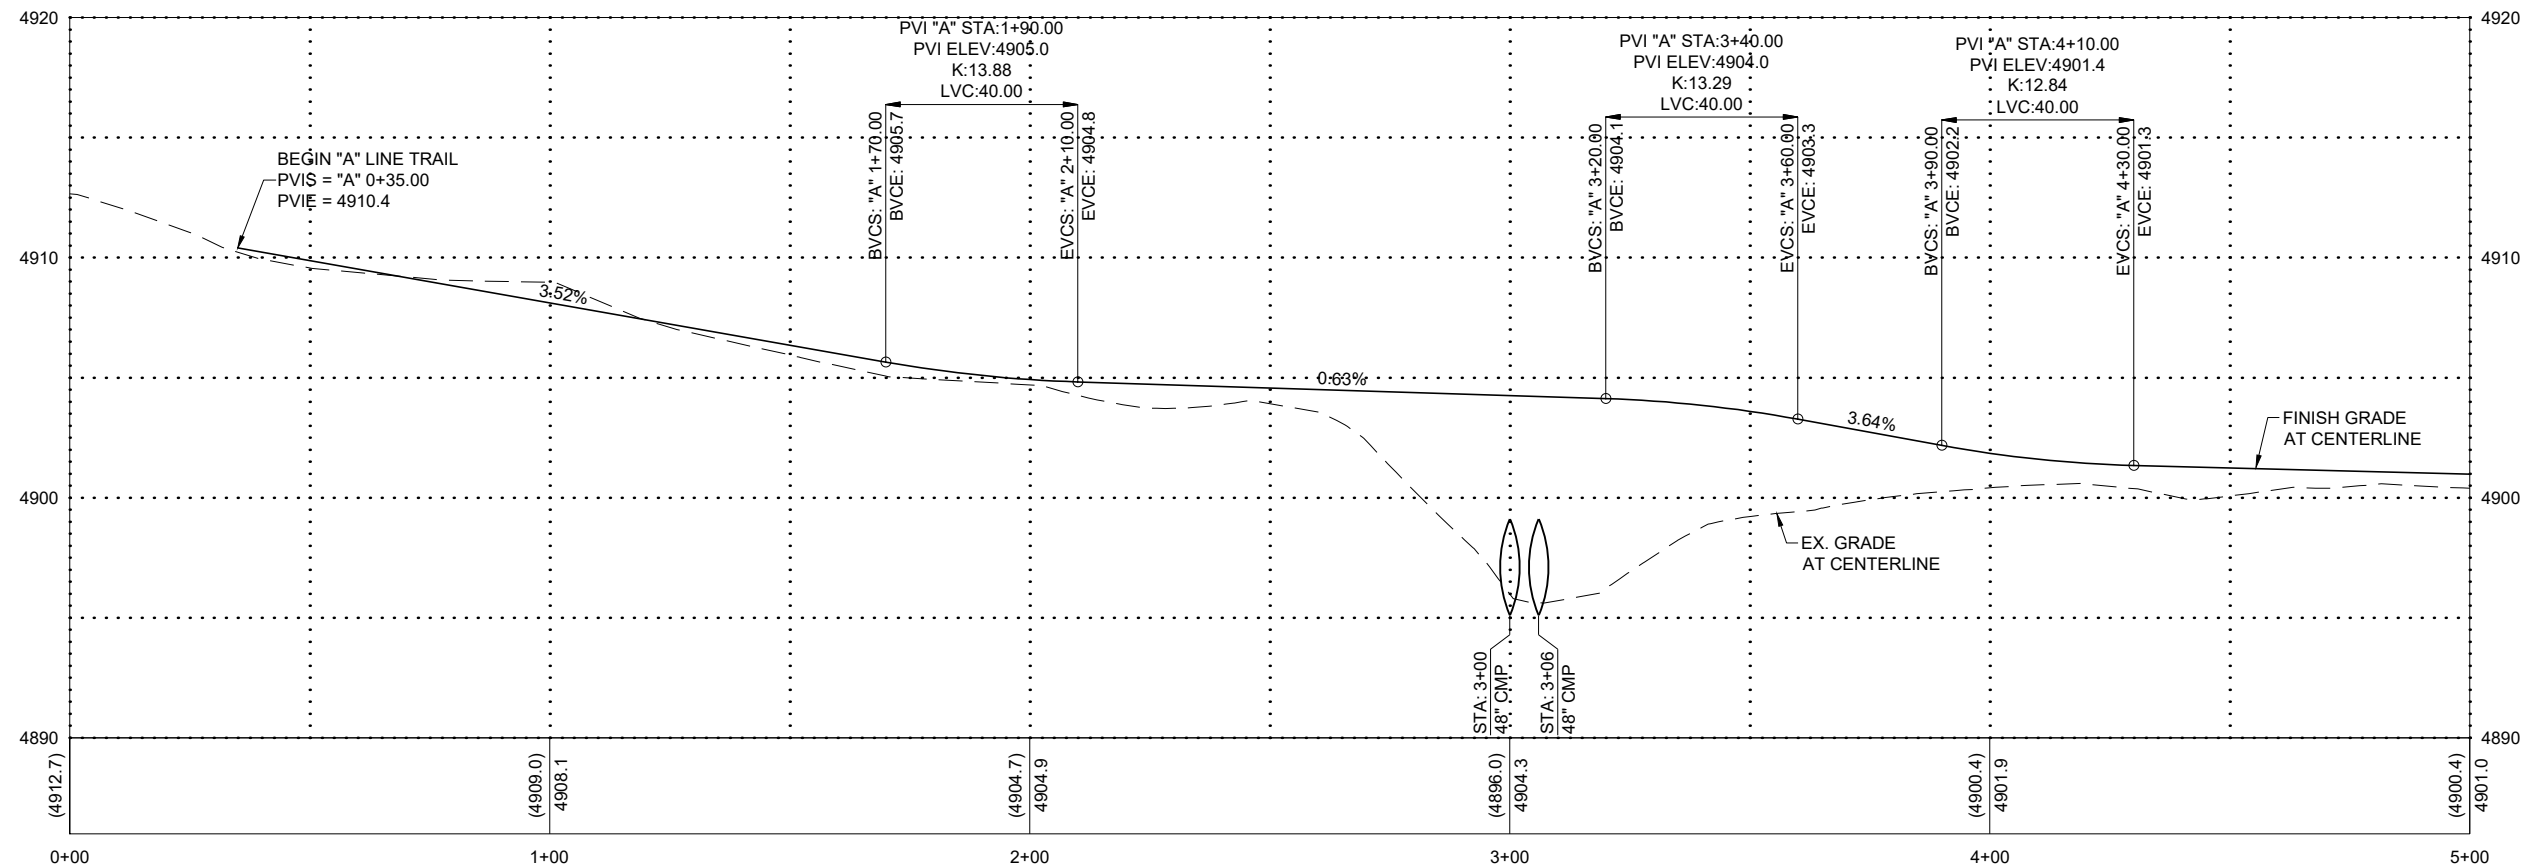 4920
4920
PVI "A" STA:1+90.00
PVI ELEV:4905.0
K:13.88
LVC:40.00
PVI "A" STA:3+40.00
PVI ELEV:4904.0
K:13.29
LVC:40.00
PVI "A" STA:4+10.00
PVI ELEV:4901.4
K:12.84
LVC:40.00
BVCS: "A" 1+70.00
BVCE: 4905.7
EVCS: "A" 2+10.00
EVCE: 4904.8
BVCS: "A" 3+20.00
BVCE: 4904.1
EVCS: "A" 3+60.00
EVCE: 4903.3
BVCS: "A" 3+90.00
BVCE: 4902.2
EVCS: "A" 4+30.00
EVCE: 4901.3
BEGIN "A" LINE TRAIL
PVIS = "A" 0+35.00
PVIE = 4910.4
4910
4910
3.52%
0.63%
3.64%
FINISH GRADE
AT CENTERLINE
4900
4900
EX. GRADE
AT CENTERLINE
STA: 3+00
48" CMP
STA: 3+06
48" CMP
4890
4890
(4912.7)
(4909.0)
4908.1
(4904.7)
4904.9
(4896.0)
4904.3
(4900.4)
4901.9
(4900.4)
4901.0
0+00
1+00
2+00
3+00
4+00
5+00